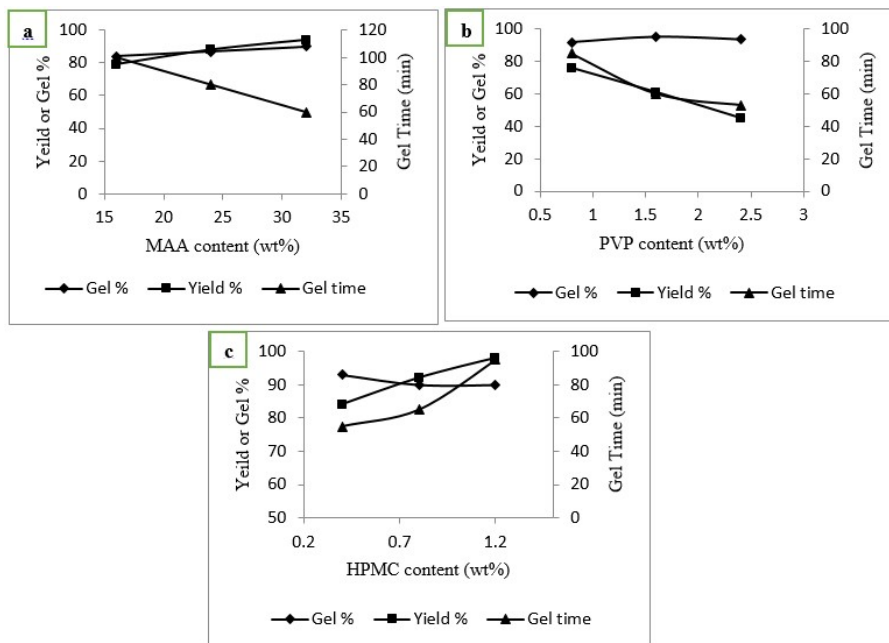 a
100
80
60
40
20
0
120
100
80
60
40
20
0
15 20 25 30 35
Yeild or Gel %
Gel Time (min)
MAA content (wt%)
Gel % Yield % Gel time
b
100
80
60
40
20
0
100
80
60
40
20
0
0.5 1 1.5 2 2.5 3
Yeild or Gel %
Gel Time (min)
PVP content (wt%)
Gel % Yield % Gel time
c
100
90
80
70
60
50
100
80
60
40
20
0
0.2 0.7 1.2
Yeild or Gel %
Gel Time (min)
HPMC content (wt%)
Gel % Yield % Gel time